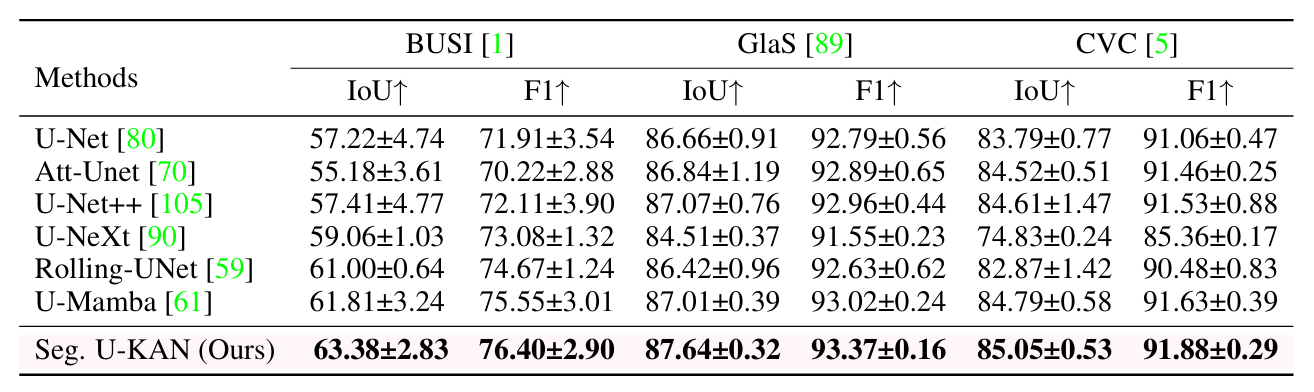 BUSI [1] GlaS [89] CVC [5]
Methods
IoU↑ F1↑ IoU↑ F1↑ IoU↑ F1↑
U-Net [80] 57.22±4.74 71.91±3.54 86.66±0.91 92.79±0.56 83.79±0.77 91.06±0.47
Att-Unet [70] 55.18±3.61 70.22±2.88 86.84±1.19 92.89±0.65 84.52±0.51 91.46±0.25
U-Net++ [105] 57.41±4.77 72.11±3.90 87.07±0.76 92.96±0.44 84.61±1.47 91.53±0.88
U-NeXt [90] 59.06±1.03 73.08±1.32 84.51±0.37 91.55±0.23 74.83±0.24 85.36±0.17
Rolling-UNet [59] 61.00±0.64 74.67±1.24 86.42±0.96 92.63±0.62 82.87±1.42 90.48±0.83
U-Mamba [61] 61.81±3.24 75.55±3.01 87.01±0.39 93.02±0.24 84.79±0.58 91.63±0.39
Seg. U-KAN (Ours) 63.38±2.83 76.40±2.90 87.64±0.32 93.37±0.16 85.05±0.53 91.88±0.29